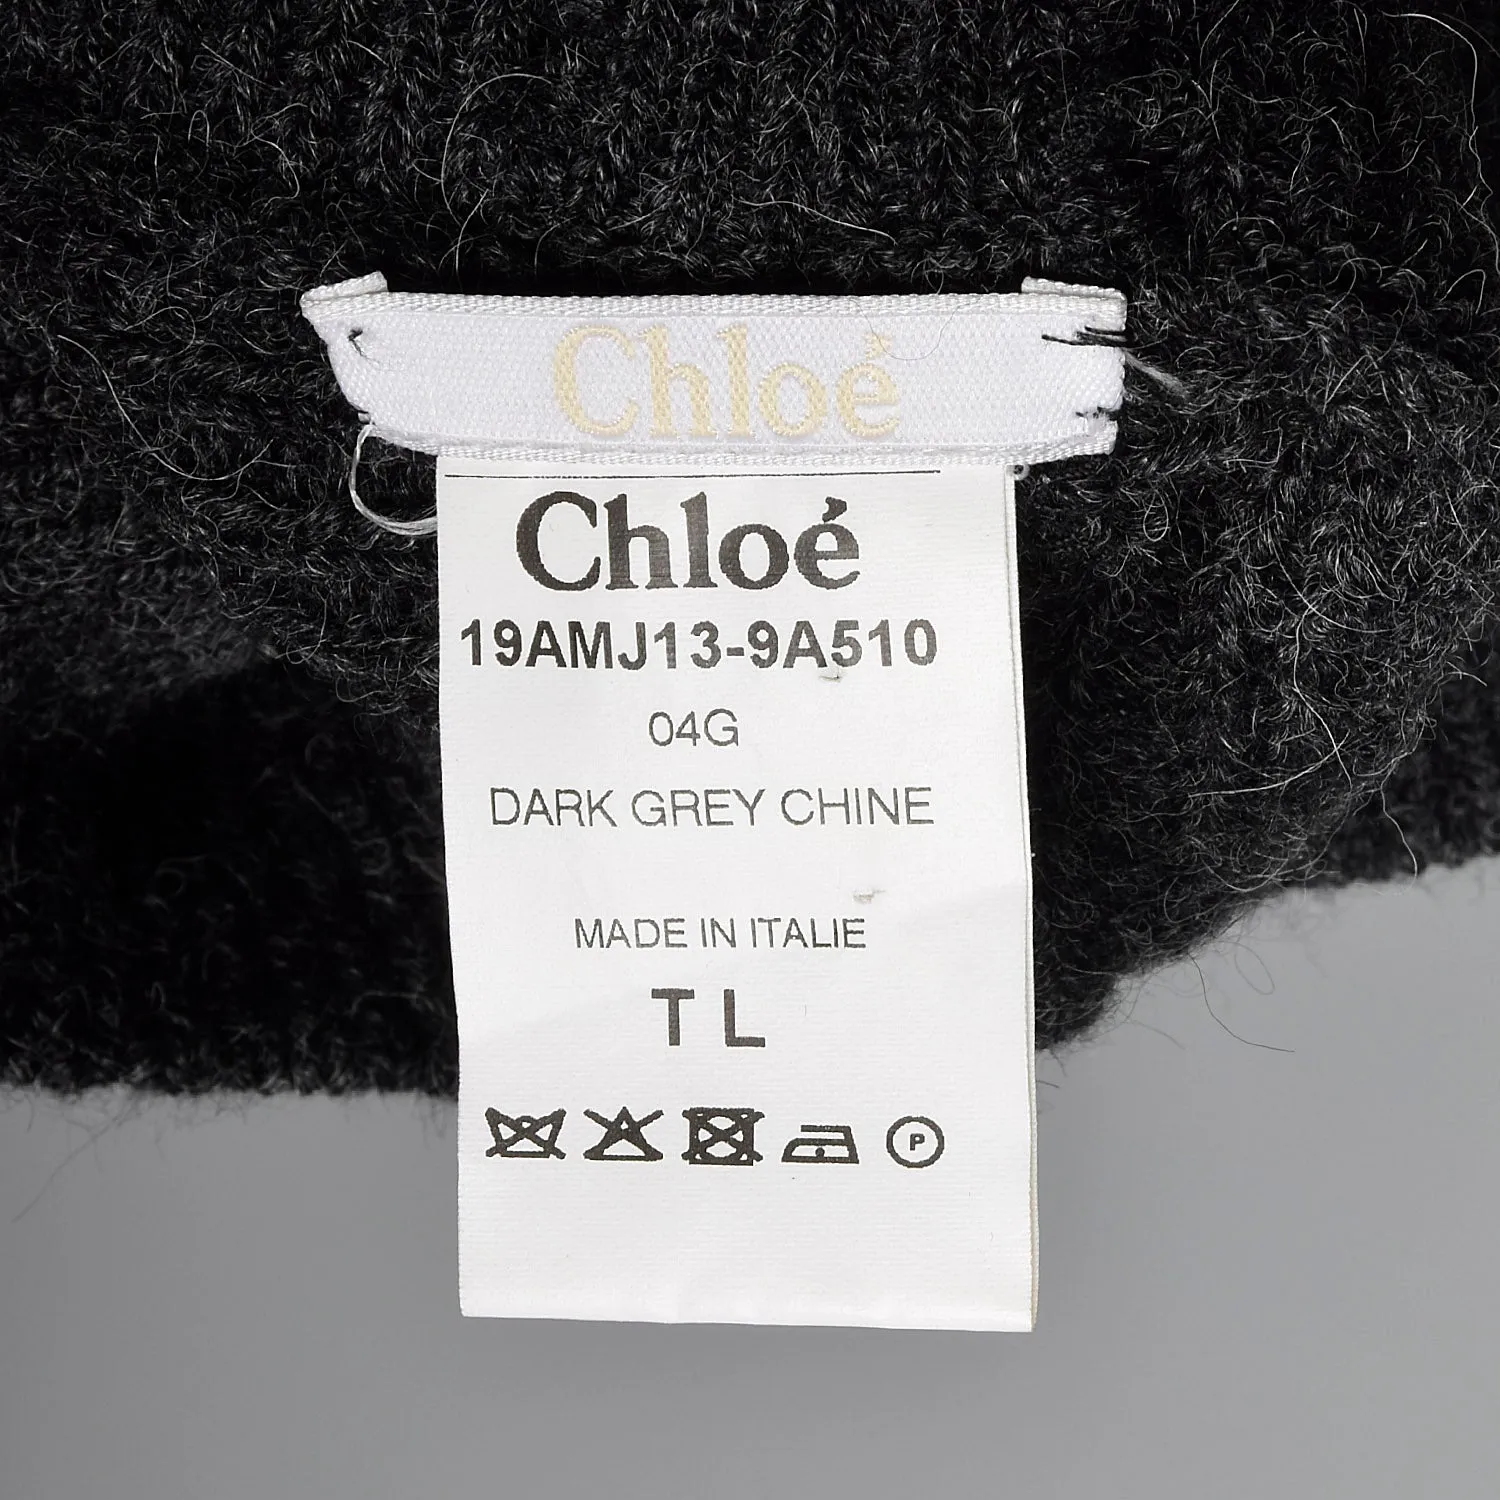 Chloé
Chloé
19AMJ13-9A510
04G
DARK GREY CHINE
MADE IN ITALIE
T L
P